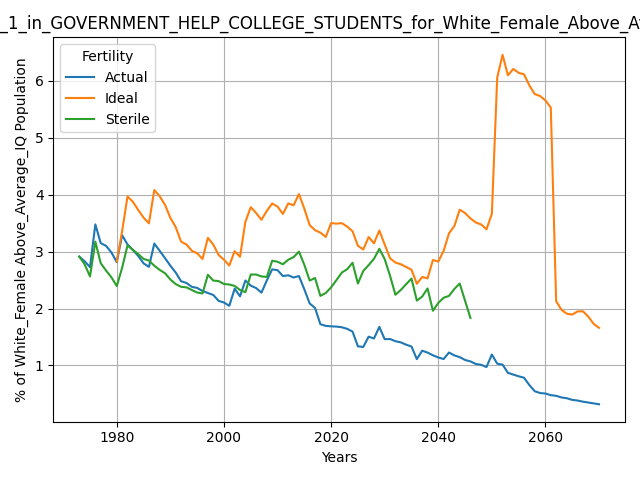 _1_in_GOVERNMENT_HELP_COLLEGE_STUDENTS_for_White_Female_Above_A
Fertility
Actual
Ideal
Sterile
% of White_Female Above_Average_IQ Population
6
5
4
3
2
1
1980 2000 2020 2040 2060
Years